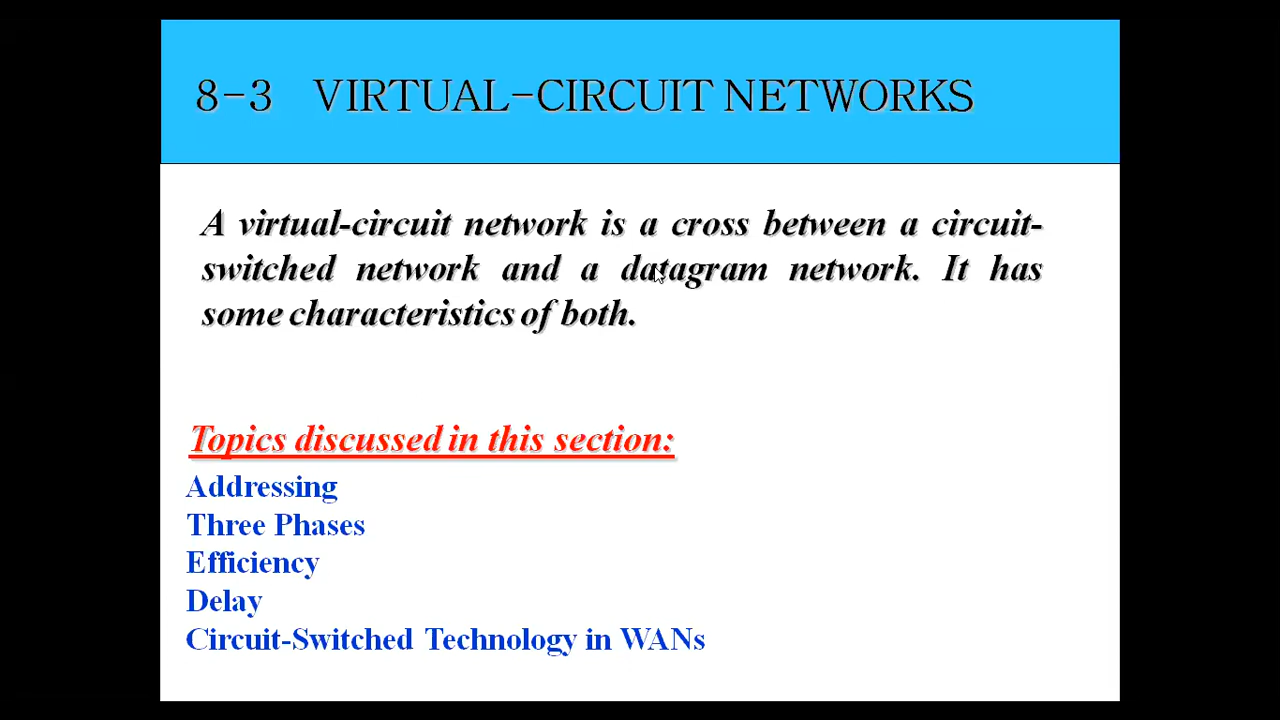 8-3 VIRTUAL-CIRCUIT NETWORKS
A virtual-circuit network is a cross between a circuit-
switched network and a datagram network. It has
some characteristics of both.
Topics discussed in this section:
Addressing
Three Phases
Efficiency
Delay
Circuit-Switched Technology in WANs